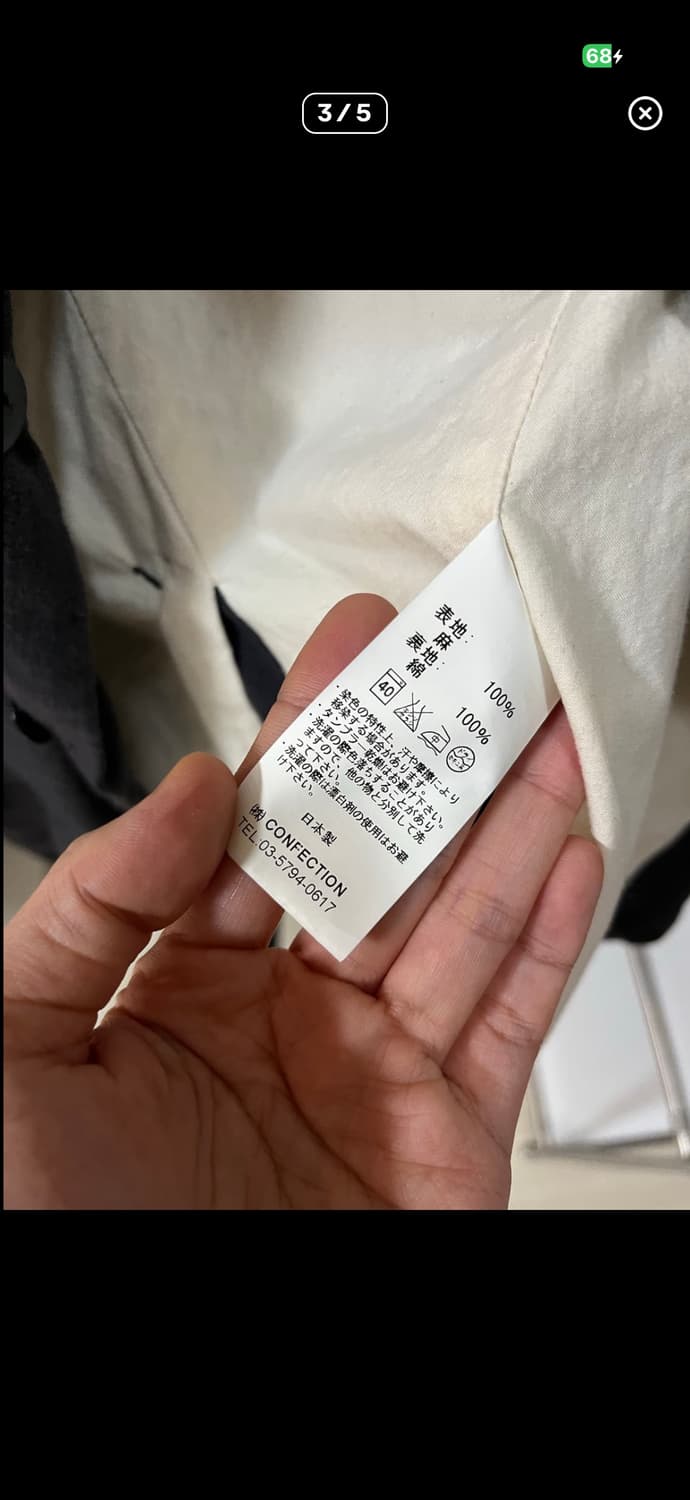 68
3/5
表地:
麻 100%
裏地:
綿 100%
40
・染色の特性上、汗や摩擦により
移染する場合があります。
・タンブラー乾燥はお避け下さい。
・洗濯の際色落ちすることがあり
ますので、他の物と分別して洗
って下さい。
・洗濯の際は漂白剤の使用はお避
け下さい。
日本製
㈱ CONFECTION
TEL.03-5794-0617